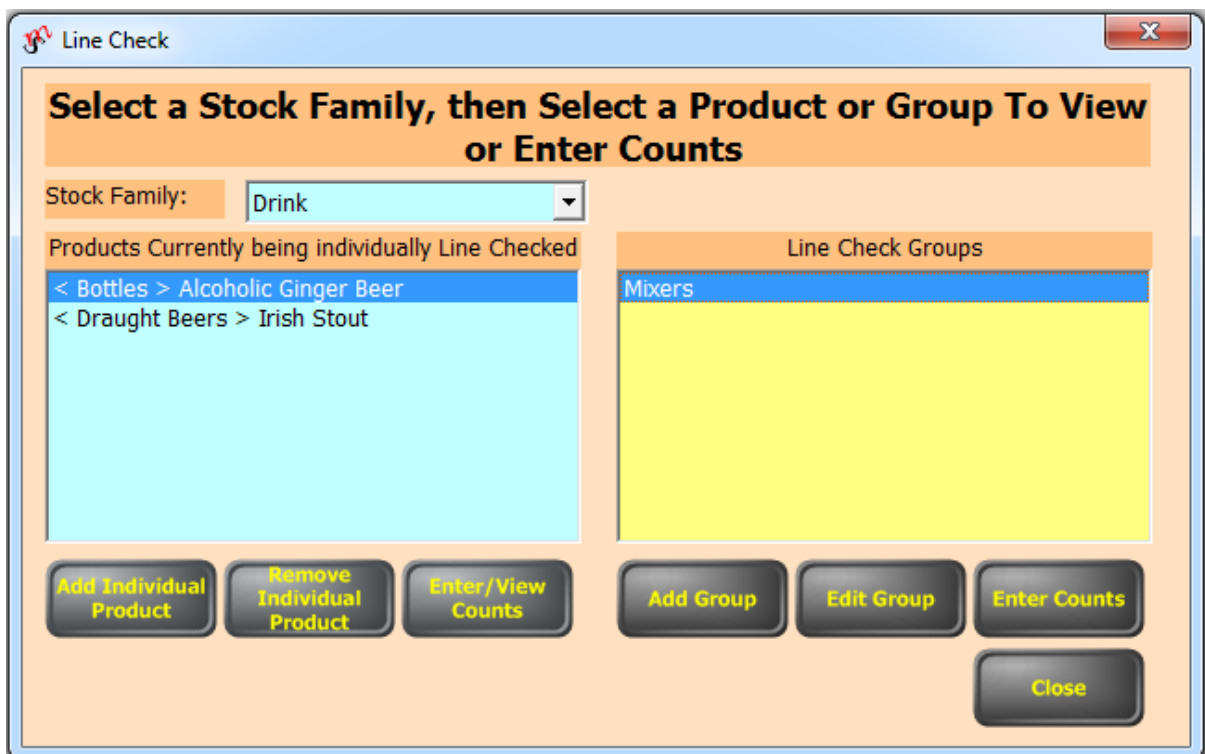 Line Check
Select a Stock Family, then Select a Product or Group To View
or Enter Counts
Stock Family:
Drink
Products Currently being individually Line Checked
Line Check Groups
< Bottles > Alcoholic Ginger Beer
< Draught Beers > Irish Stout
Mixers
Add Individual
Product
Remove
Individual
Product
Enter/View
Counts
Add Group
Edit Group
Enter Counts
Close